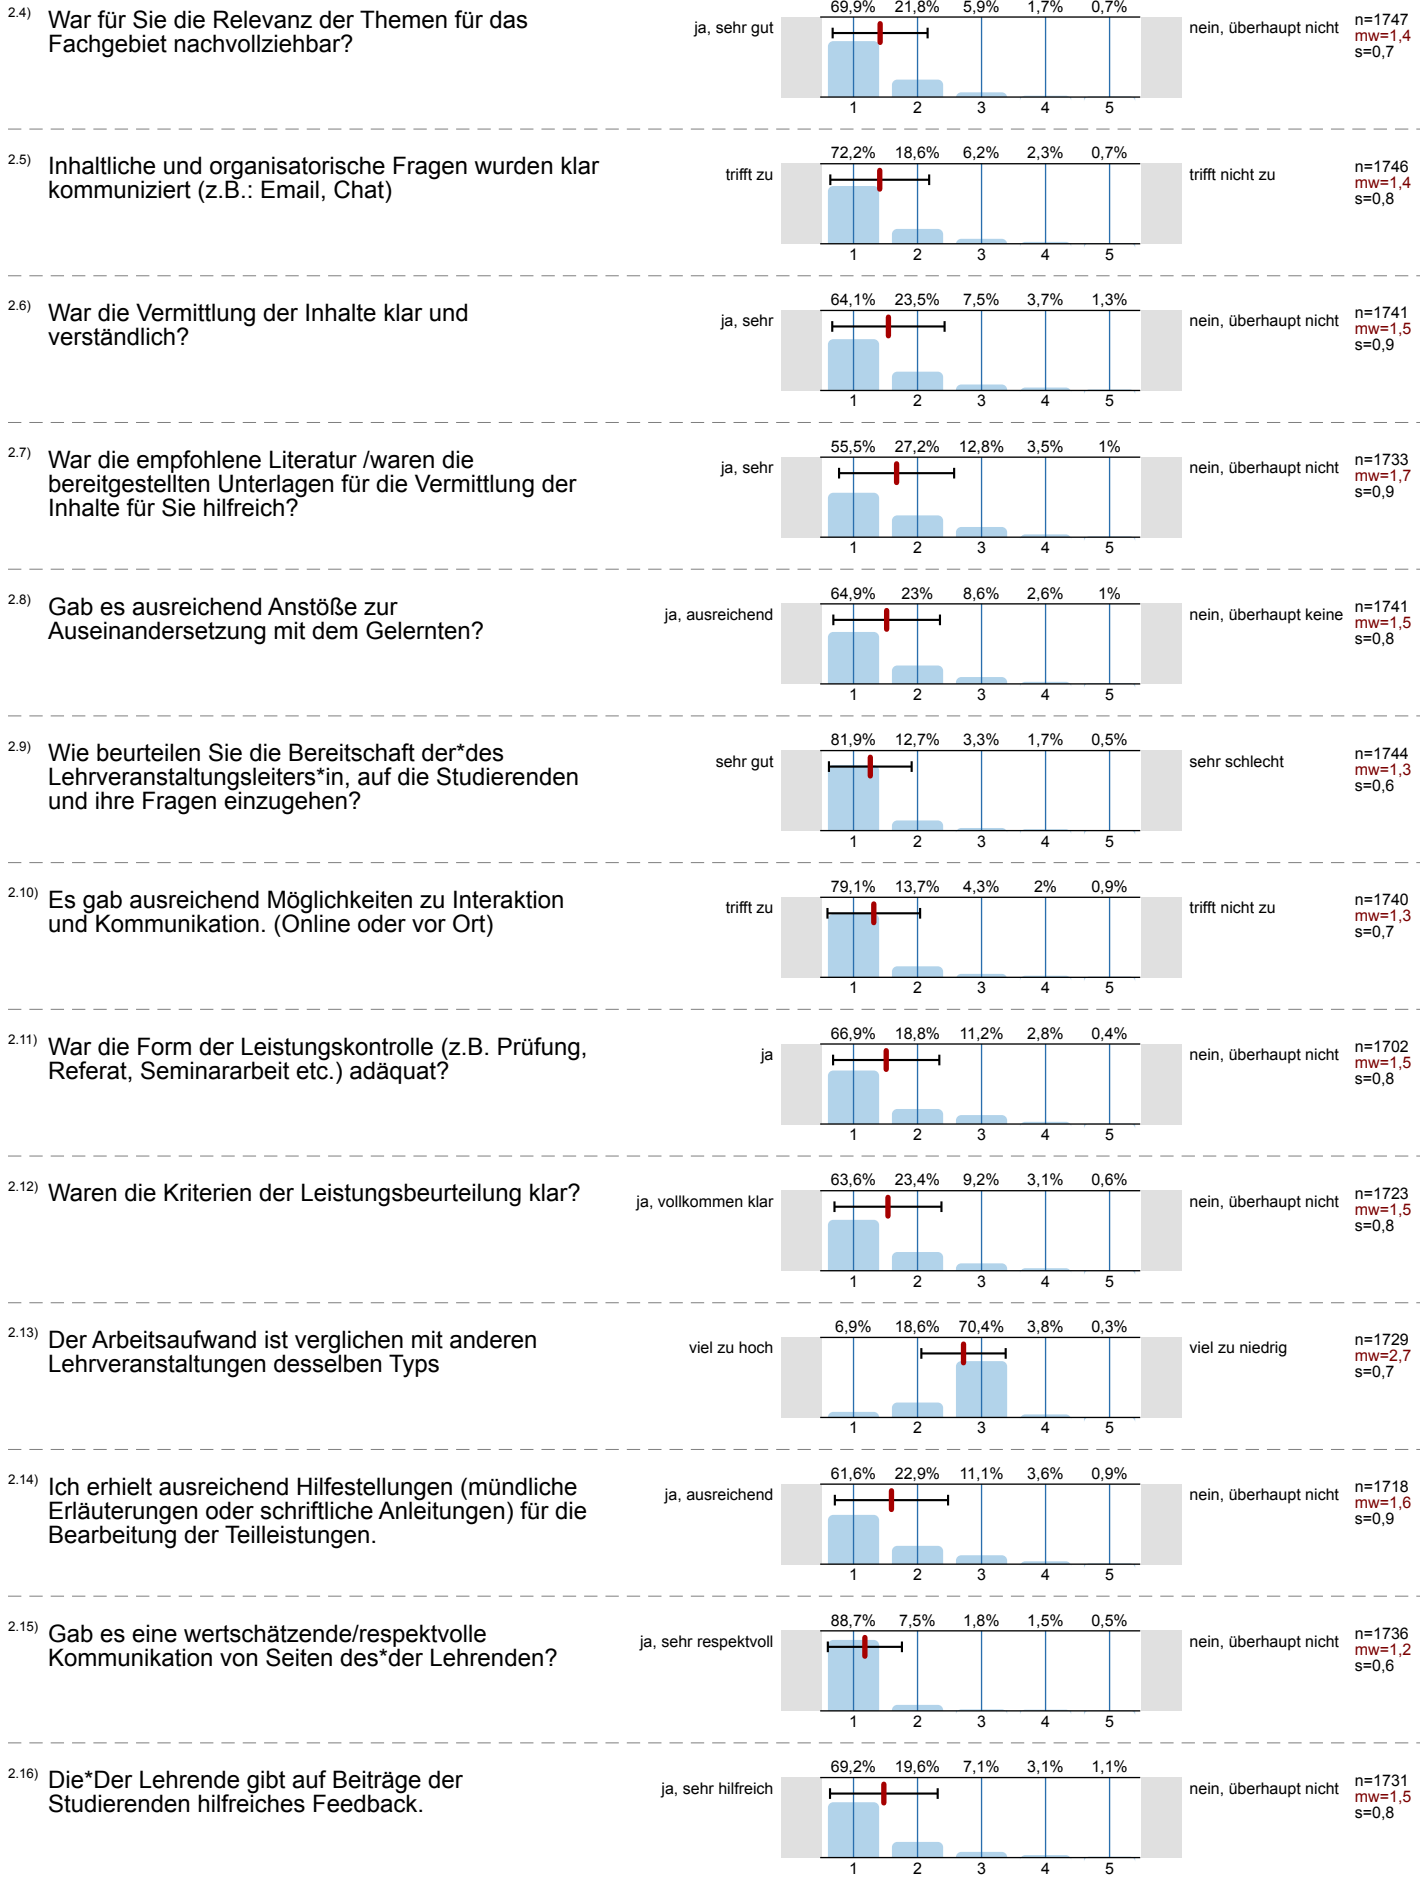 2.4) War für Sie die Relevanz der Themen für das
Fachgebiet nachvollziehbar?
ja, sehr gut
69,9% 21,8% 5,9% 1,7% 0,7%
1 2 3 4 5
nein, überhaupt nicht
n=1747
mw=1,4
s=0,7
2.5) Inhaltliche und organisatorische Fragen wurden klar
kommuniziert (z.B.: Email, Chat)
trifft zu
72,2% 18,6% 6,2% 2,3% 0,7%
1 2 3 4 5
trifft nicht zu
n=1746
mw=1,4
s=0,8
2.6) War die Vermittlung der Inhalte klar und
verständlich?
ja, sehr
64,1% 23,5% 7,5% 3,7% 1,3%
1 2 3 4 5
nein, überhaupt nicht
n=1741
mw=1,5
s=0,9
2.7) War die empfohlene Literatur /waren die
bereitgestellten Unterlagen für die Vermittlung der
Inhalte für Sie hilfreich?
ja, sehr
55,5% 27,2% 12,8% 3,5% 1%
1 2 3 4 5
nein, überhaupt nicht
n=1733
mw=1,7
s=0,9
2.8) Gab es ausreichend Anstöße zur
Auseinandersetzung mit dem Gelernten?
ja, ausreichend
64,9% 23% 8,6% 2,6% 1%
1 2 3 4 5
nein, überhaupt keine
n=1741
mw=1,5
s=0,8
2.9) Wie beurteilen Sie die Bereitschaft der*des
Lehrveranstaltungsleiters*in, auf die Studierenden
und ihre Fragen einzugehen?
sehr gut
81,9% 12,7% 3,3% 1,7% 0,5%
1 2 3 4 5
sehr schlecht
n=1744
mw=1,3
s=0,6
2.10) Es gab ausreichend Möglichkeiten zu Interaktion
und Kommunikation. (Online oder vor Ort)
trifft zu
79,1% 13,7% 4,3% 2% 0,9%
1 2 3 4 5
trifft nicht zu
n=1740
mw=1,3
s=0,7
2.11) War die Form der Leistungskontrolle (z.B. Prüfung,
Referat, Seminararbeit etc.) adäquat?
ja
66,9% 18,8% 11,2% 2,8% 0,4%
1 2 3 4 5
nein, überhaupt nicht
n=1702
mw=1,5
s=0,8
2.12) Waren die Kriterien der Leistungsbeurteilung klar?
ja, vollkommen klar
63,6% 23,4% 9,2% 3,1% 0,6%
1 2 3 4 5
nein, überhaupt nicht
n=1723
mw=1,5
s=0,8
2.13) Der Arbeitsaufwand ist verglichen mit anderen
Lehrveranstaltungen desselben Typs
viel zu hoch
6,9% 18,6% 70,4% 3,8% 0,3%
1 2 3 4 5
viel zu niedrig
n=1729
mw=2,7
s=0,7
2.14) Ich erhielt ausreichend Hilfestellungen (mündliche
Erläuterungen oder schriftliche Anleitungen) für die
Bearbeitung der Teilleistungen.
ja, ausreichend
61,6% 22,9% 11,1% 3,6% 0,9%
1 2 3 4 5
nein, überhaupt nicht
n=1718
mw=1,6
s=0,9
2.15) Gab es eine wertschätzende/respektvolle
Kommunikation von Seiten des*der Lehrenden?
ja, sehr respektvoll
88,7% 7,5% 1,8% 1,5% 0,5%
1 2 3 4 5
nein, überhaupt nicht
n=1736
mw=1,2
s=0,6
2.16) Die*Der Lehrende gibt auf Beiträge der
Studierenden hilfreiches Feedback.
ja, sehr hilfreich
69,2% 19,6% 7,1% 3,1% 1,1%
1 2 3 4 5
nein, überhaupt nicht
n=1731
mw=1,5
s=0,8